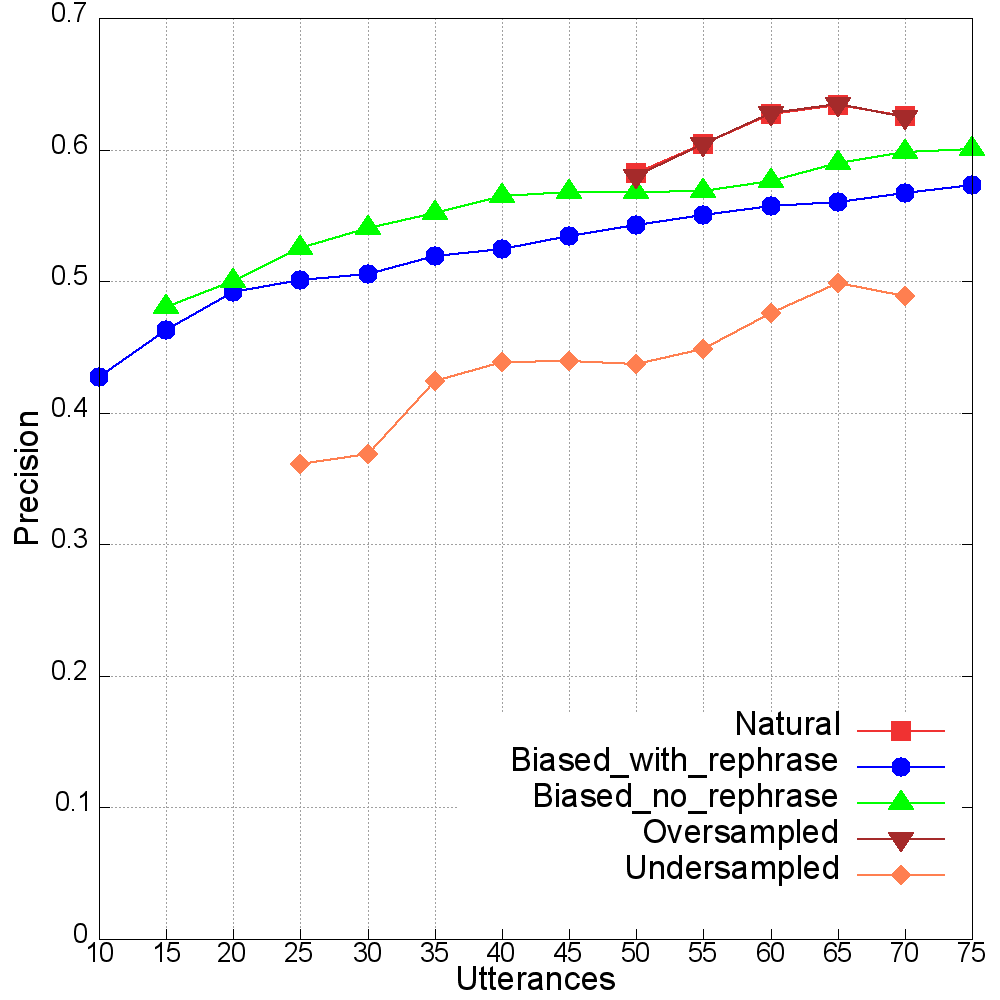 0.7
0.6
0.5
0.4
0.3
0.2
0.1
0
Precision
Natural
Biased_with_rephrase
Biased_no_rephrase
Oversampled
Undersampled
10 15 20 25 30 35 40 45 50 55 60 65 70 75
Utterances